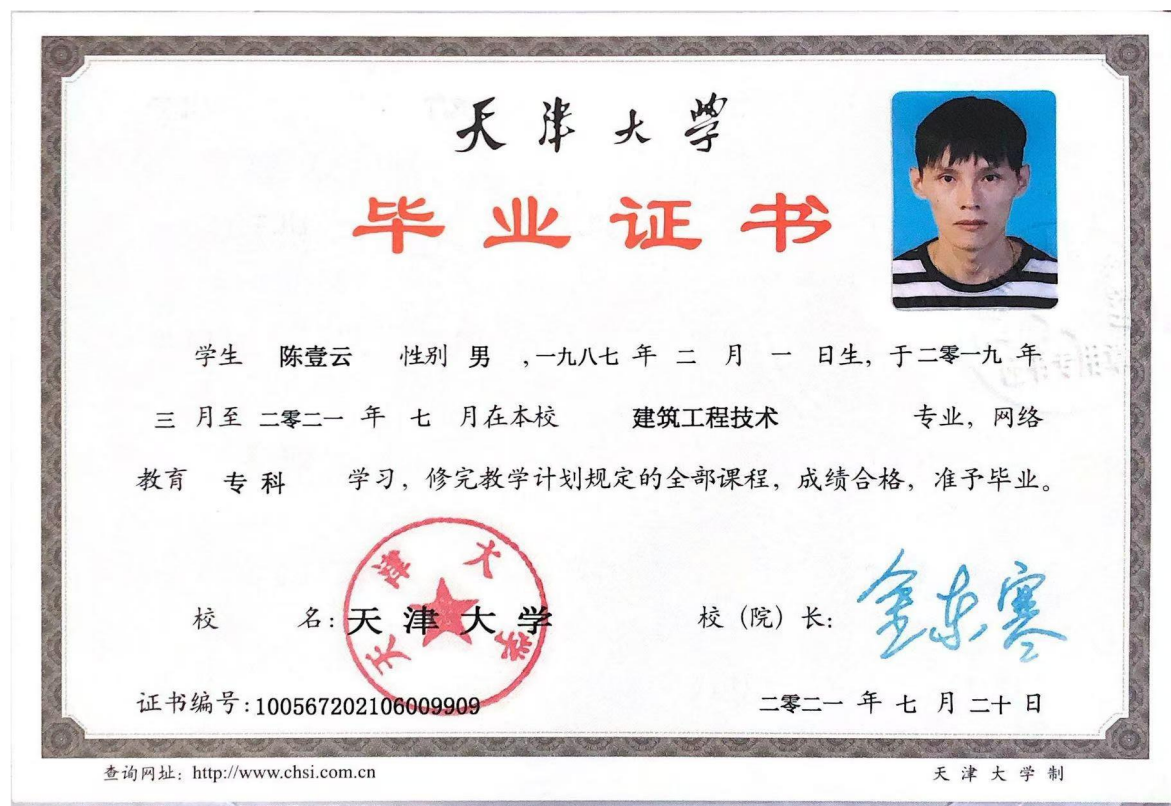 天津大学
毕业证书
学生 陈壹云 性别 男 ,一九八七 年 二 月 一 日生，于二零一九 年
三 月至 二零二一 年 七 月在本校 建筑工程技术 专业，网络
教育 专科 学习，修完教学计划规定的全部课程，成绩合格，准予毕业。
天津大学
校 名:天津大学 校（院）长: 金东寒
证书编号:100567202106009909 二零二一 年 七 月 二十 日
查询网址: http://www.chsi.com.cn 天津大学制